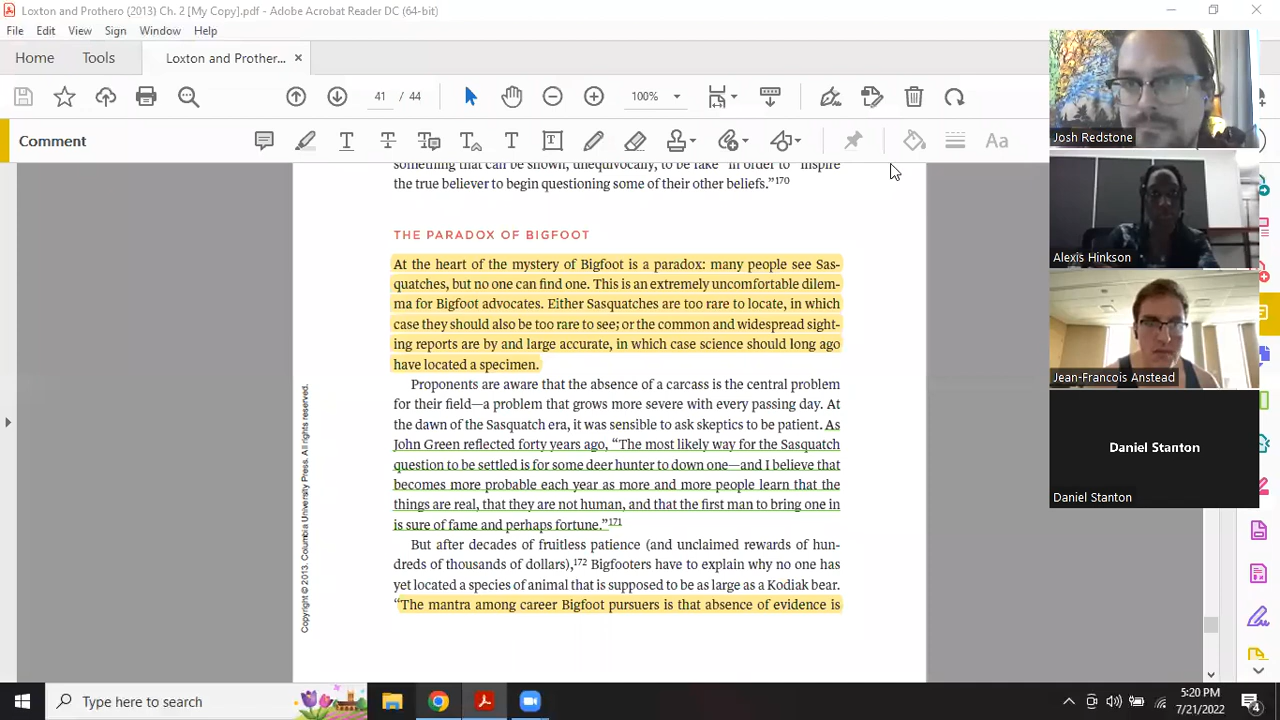 Loxton and Prothero (2013) Ch. 2 [My Copy].pdf - Adobe Acrobat Reader DC (64-bit)
File Edit View Sign Window Help
Home Tools Loxton and Prother... ×
41 / 44 100%
Comment
Aa
something that can be shown, unequivocally, to be fake “in order to “inspire
the true believer to begin questioning some of their other beliefs.”170
THE PARADOX OF BIGFOOT
At the heart of the mystery of Bigfoot is a paradox: many people see Sas-
quatches, but no one can find one. This is an extremely uncomfortable dilem-
ma for Bigfoot advocates. Either Sasquatches are too rare to locate, in which
case they should also be too rare to see; or the common and widespread sight-
ing reports are by and large accurate, in which case science should long ago
have located a specimen.
Proponents are aware that the absence of a carcass is the central problem
for their field—a problem that grows more severe with every passing day. At
the dawn of the Sasquatch era, it was sensible to ask skeptics to be patient. As
John Green reflected forty years ago, “The most likely way for the Sasquatch
question to be settled is for some deer hunter to down one—and I believe that
becomes more probable each year as more and more people learn that the
things are real, that they are not human, and that the first man to bring one in
is sure of fame and perhaps fortune.”171
But after decades of fruitless patience (and unclaimed rewards of hun-
dreds of thousands of dollars),172 Bigfooters have to explain why no one has
yet located a species of animal that is supposed to be as large as a Kodiak bear.
“The mantra among career Bigfoot pursuers is that absence of evidence is
Copyright © 2013. Columbia University Press. All rights reserved.
Josh Redstone
Alexis Hinkson
Jean-Francois Anstead
Daniel Stanton
Daniel Stanton
Type here to search
5:20 PM
7/21/2022
4